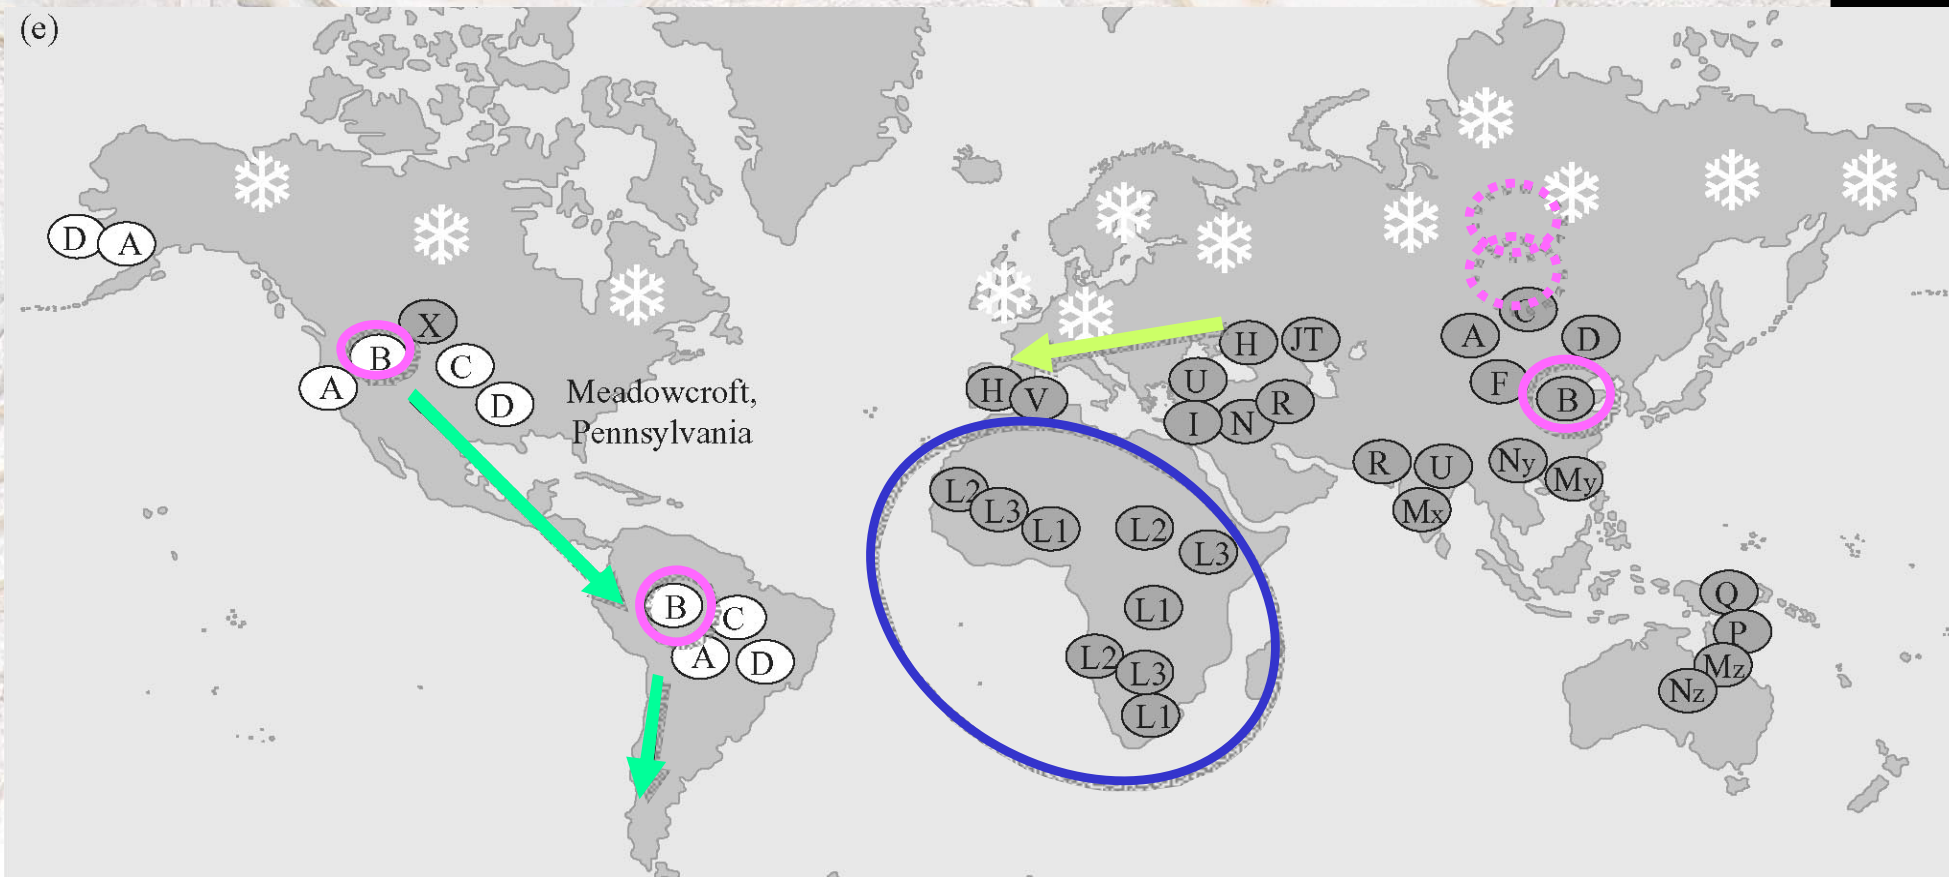 (e)
D A
X
B
C
A
D
Meadowcroft,
Pennsylvania
B
C
A
D
H
V
H
JT
U
R
I
N
L2
L3
L1
L2
L3
L1
L2
L3
L1
C
A
D
F
B
R
U
Ny
My
Mx
Q
P
Mz
Nz